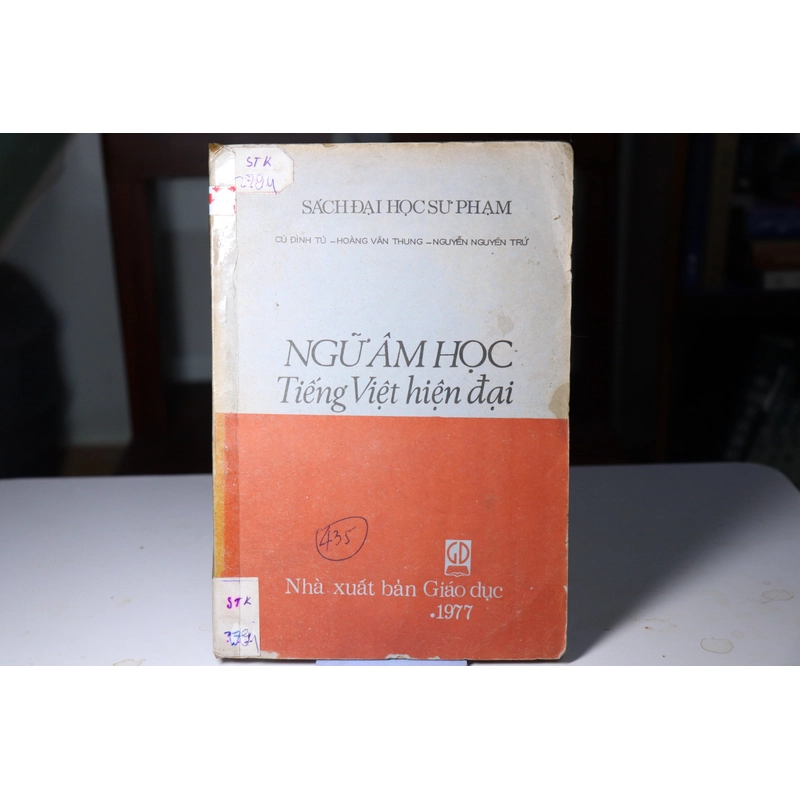 STK
SÁCH ĐẠI HỌC SƯ PHẠM
CÙ ĐÌNH TÚ – HOÀNG VĂN THUNG – NGUYỄN NGUYÊN TRỨ
NGỮ ÂM HỌC
Tiếng Việt hiện đại
435
GD
Nhà xuất bản Giáo dục
.1977
STK